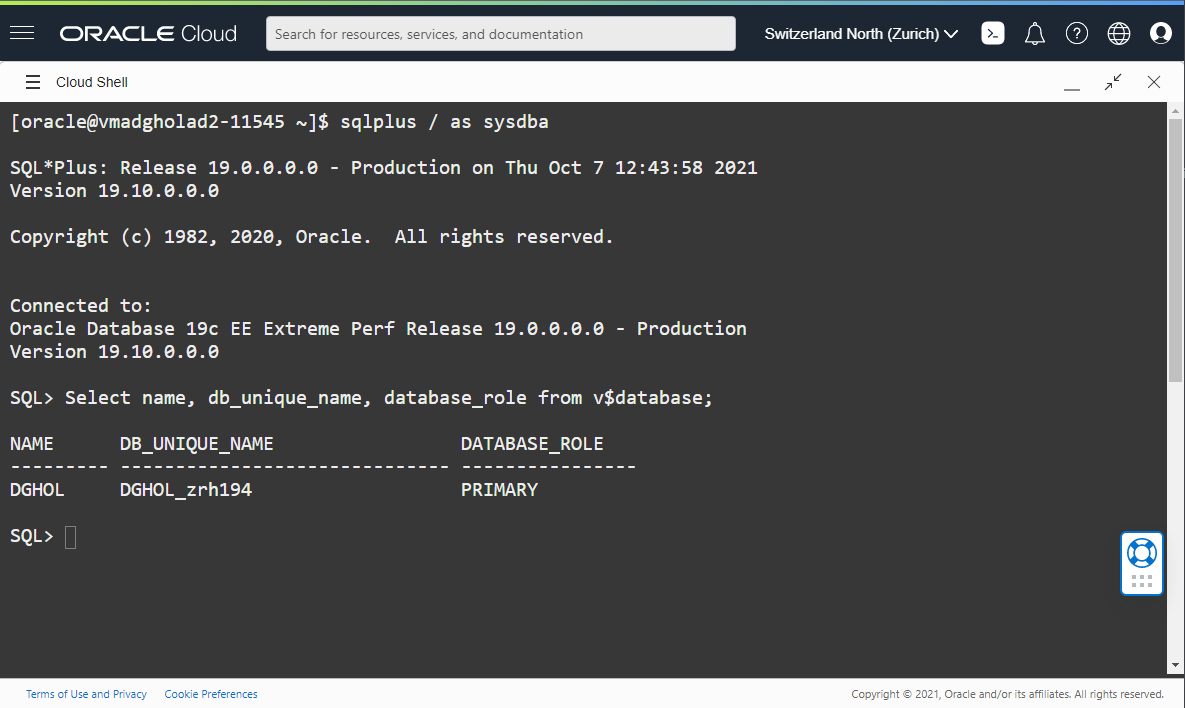 ORACLE Cloud
Search for resources, services, and documentation
Switzerland North (Zurich)
Cloud Shell
[oracle@vmadgholad2-11545 ~]$ sqlplus / as sysdba
SQL*Plus: Release 19.0.0.0.0 - Production on Thu Oct 7 12:43:58 2021
Version 19.10.0.0.0
Copyright (c) 1982, 2020, Oracle.  All rights reserved.
Connected to:
Oracle Database 19c EE Extreme Perf Release 19.0.0.0.0 - Production
Version 19.10.0.0.0
SQL> Select name, db_unique_name, database_role from v$database;
NAME      DB_UNIQUE_NAME                 DATABASE_ROLE
--------- ------------------------------ ----------------
DGHOL     DGHOL_zrh194                   PRIMARY
SQL>
Terms of Use and Privacy Cookie Preferences Copyright © 2021, Oracle and/or its affiliates. All rights reserved.